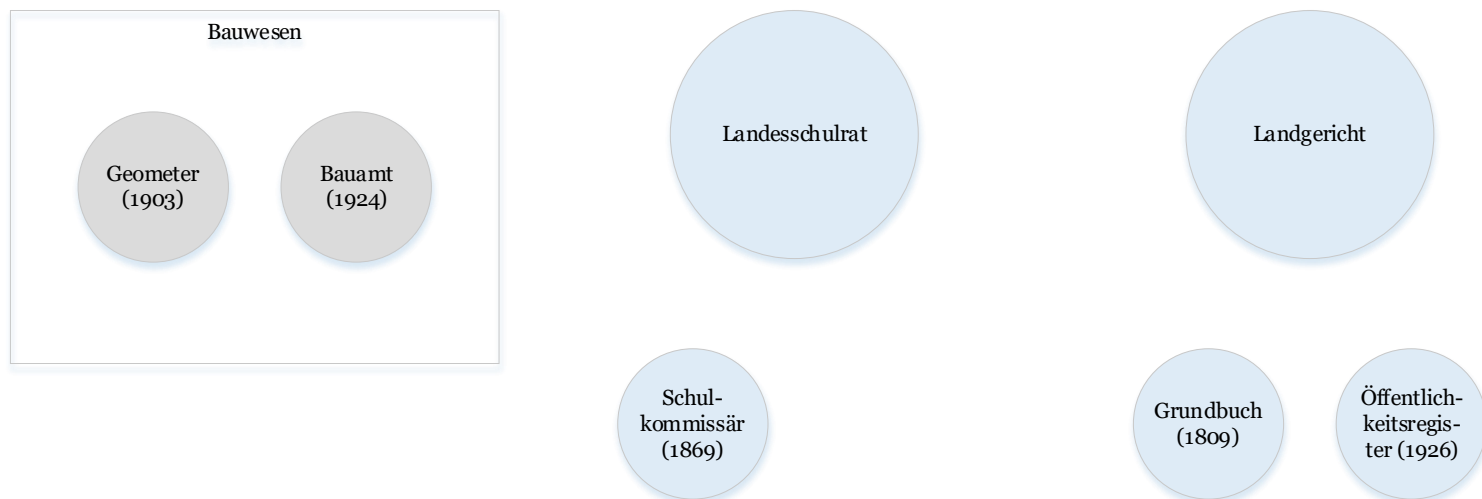 Bauwesen
Geometer
(1903)
Bauamt
(1924)
Landesschulrat
Landgericht
Schul-
kommissär
(1869)
Grundbuch
(1809)
Öffentlich-
keitsregis-
ter (1926)